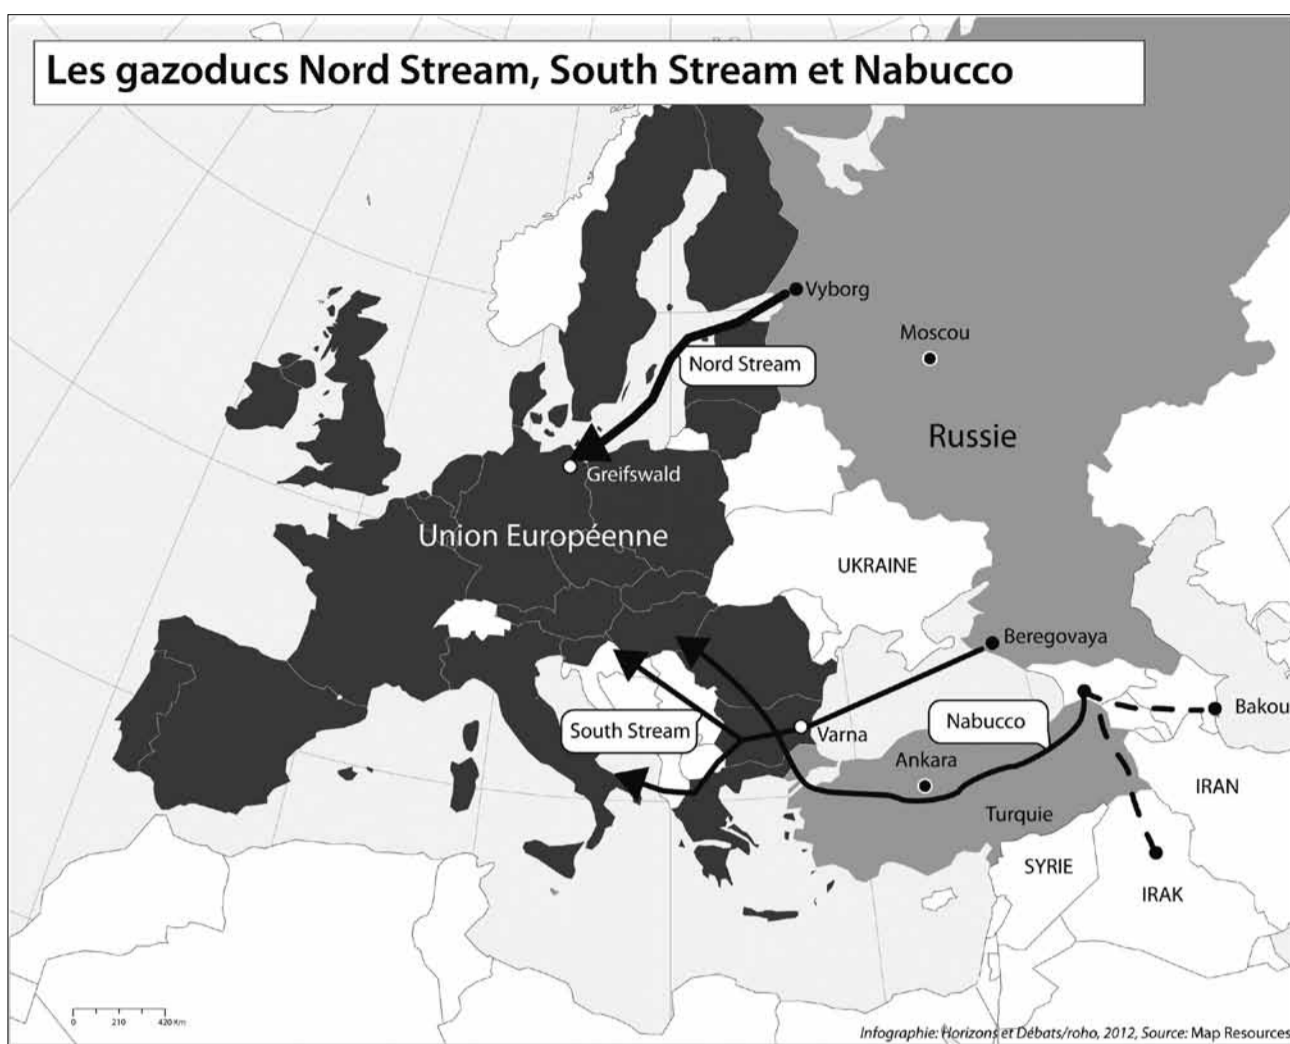 Les gazoducs Nord Stream, South Stream et Nabucco
Vyborg
Moscou
Nord Stream
Russie
Greifswald
Union Européenne
UKRAINE
Beregovaya
Nabucco
Bakou
South Stream
Varna
Ankara
IRAN
Turquie
SYRIE
IRAK
0 210 420 Km
Infographie: Horizons et Débats/roho, 2012, Source: Map Resources